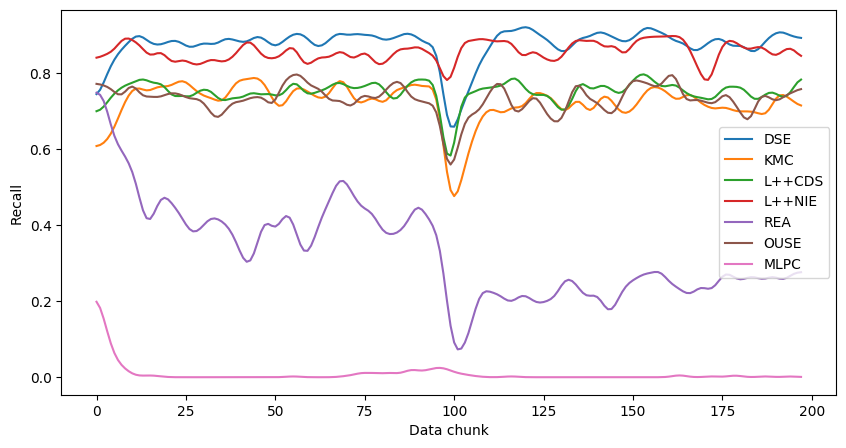 Recall
0.8
0.6
0.4
0.2
0.0
0
25
50
75
100
125
150
175
200
Data chunk
DSE
KMC
L++CDS
L++NIE
REA
OUSE
MLPC